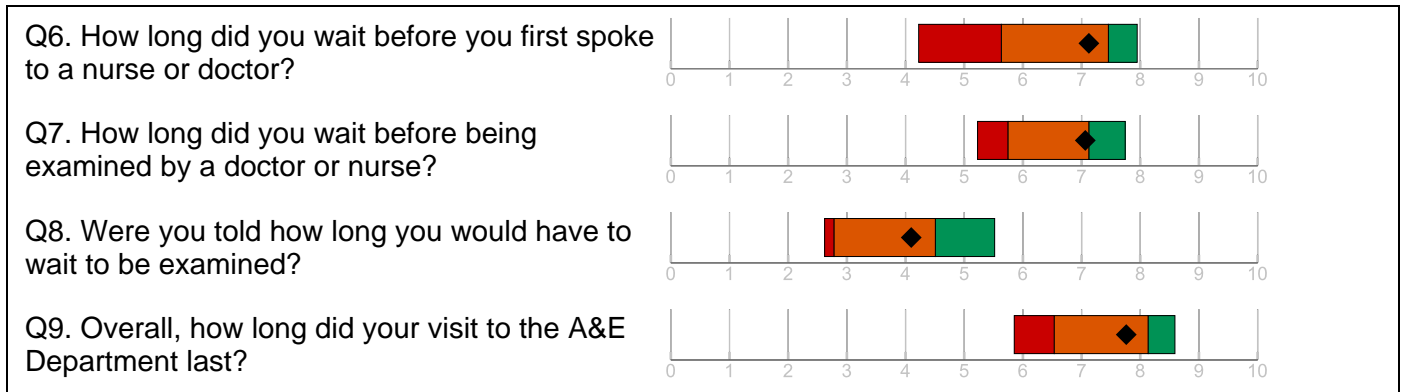 Q6. How long did you wait before you first spoke
to a nurse or doctor?
0 1 2 3 4 5 6 7 8 9 10
Q7. How long did you wait before being
examined by a doctor or nurse?
0 1 2 3 4 5 6 7 8 9 10
Q8. Were you told how long you would have to
wait to be examined?
0 1 2 3 4 5 6 7 8 9 10
Q9. Overall, how long did your visit to the A&E
Department last?
0 1 2 3 4 5 6 7 8 9 10